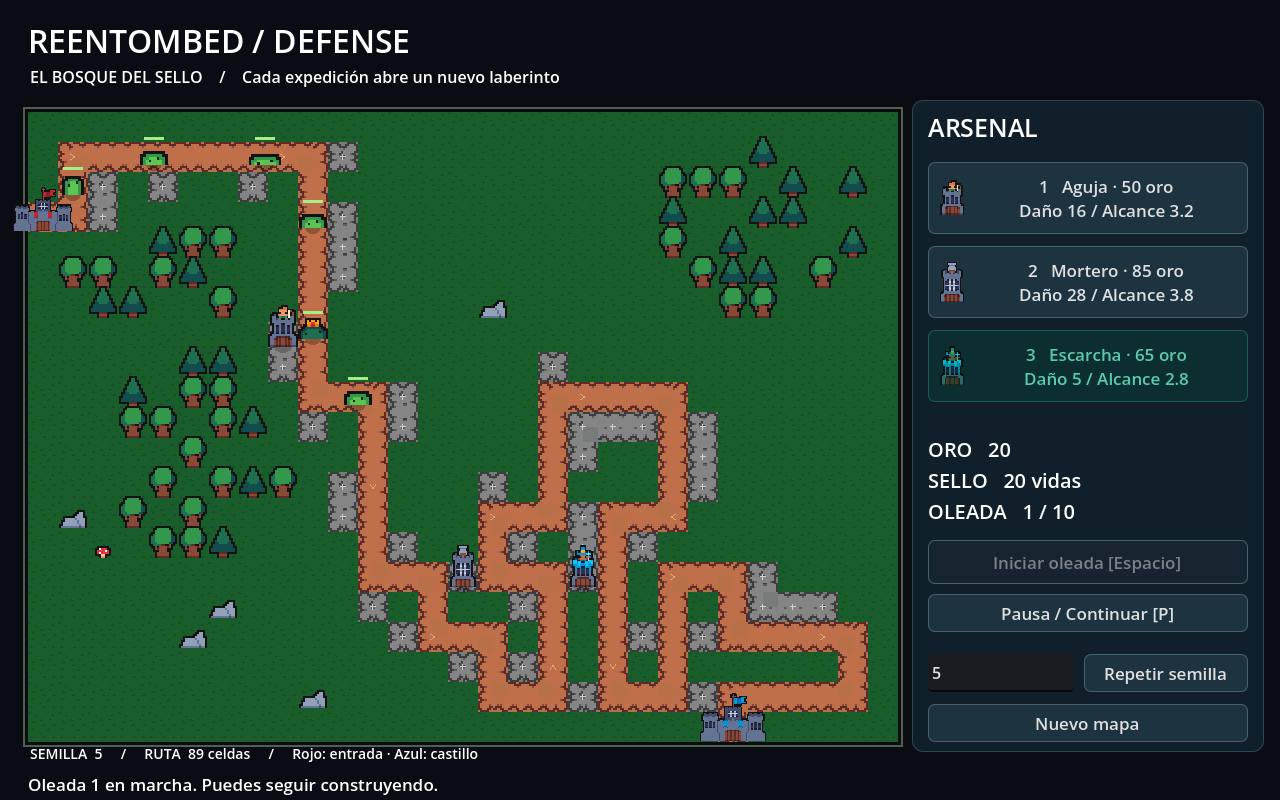 REENTOMBED / DEFENSE
EL BOSQUE DEL SELLO / Cada expedición abre un nuevo laberinto
ARSENAL
1 Aguja · 50 oro
Daño 16 / Alcance 3.2
2 Mortero · 85 oro
Daño 28 / Alcance 3.8
3 Escarcha · 65 oro
Daño 5 / Alcance 2.8
ORO 20
SELLO 20 vidas
OLEADA 1 / 10
Iniciar oleada [Espacio]
Pausa / Continuar [P]
5
Repetir semilla
Nuevo mapa
SEMILLA 5 / RUTA 89 celdas / Rojo: entrada · Azul: castillo
Oleada 1 en marcha. Puedes seguir construyendo.